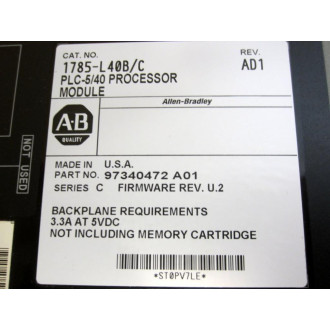 CAT. NO.
REV.
1785-L40B/C
AD1
PLC-5/40 PROCESSOR
MODULE
Allen-Bradley
A-B
QUALITY
NOT USED
MADE IN U.S.A.
PART NO. 97340472 A01
SERIES C FIRMWARE REV. U.2
BACKPLANE REQUIREMENTS
3.3A AT 5VDC
NOT INCLUDING MEMORY CARTRIDGE
*ST0PV7LE*